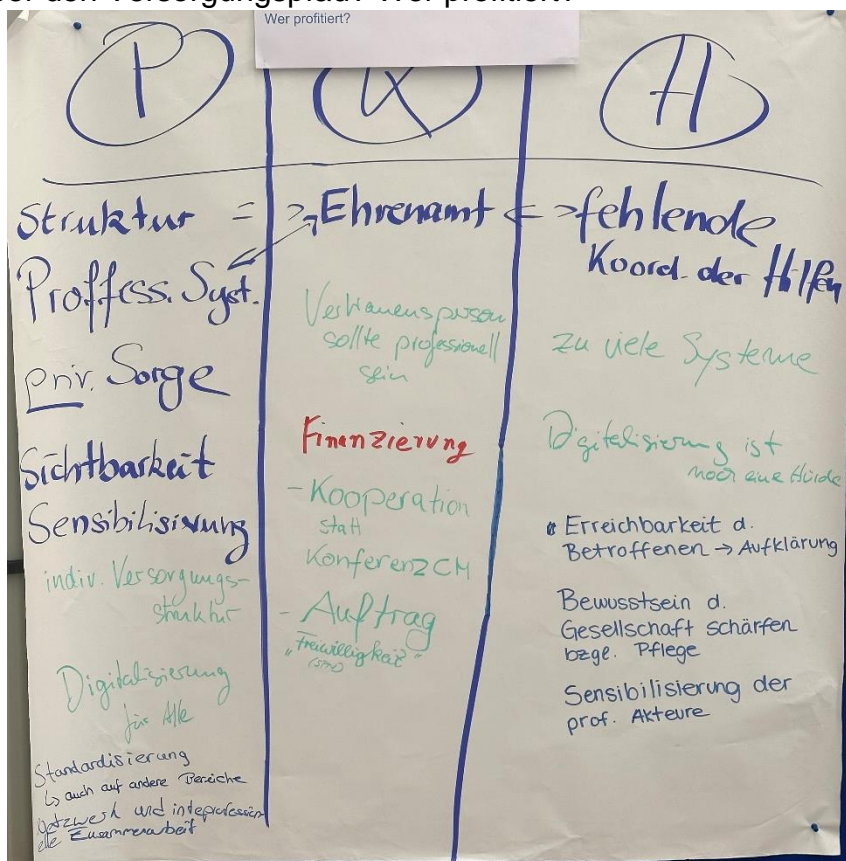 Wer profitiert?
P
H
Struktur = > Ehrenamt < > fehlende
Koord. der Hilfen
Proffess. Syst.
priv. Sorge
Sichtbarkeit
Sensibilisierung
indiv. Versorgungs-
struktur
Digitalisierung
für Alle
Standardisierung
↳ auch auf andere Bereiche
Netzwerk und
Zusammenarbeit
Vertrauensperson
sollte professionell
sein
Finanzierung
- Kooperation
statt
Konferenz CM
- Auftrag
"Freiwilligkeit"
zu viele Systeme
Digitalisierung ist
noch eine Hürde
Erreichbarkeit d.
Betroffenen → Aufklärung
Bewusstsein d.
Gesellschaft schärfen
bzgl. Pflege
Sensibilisierung der
prof. Akteure